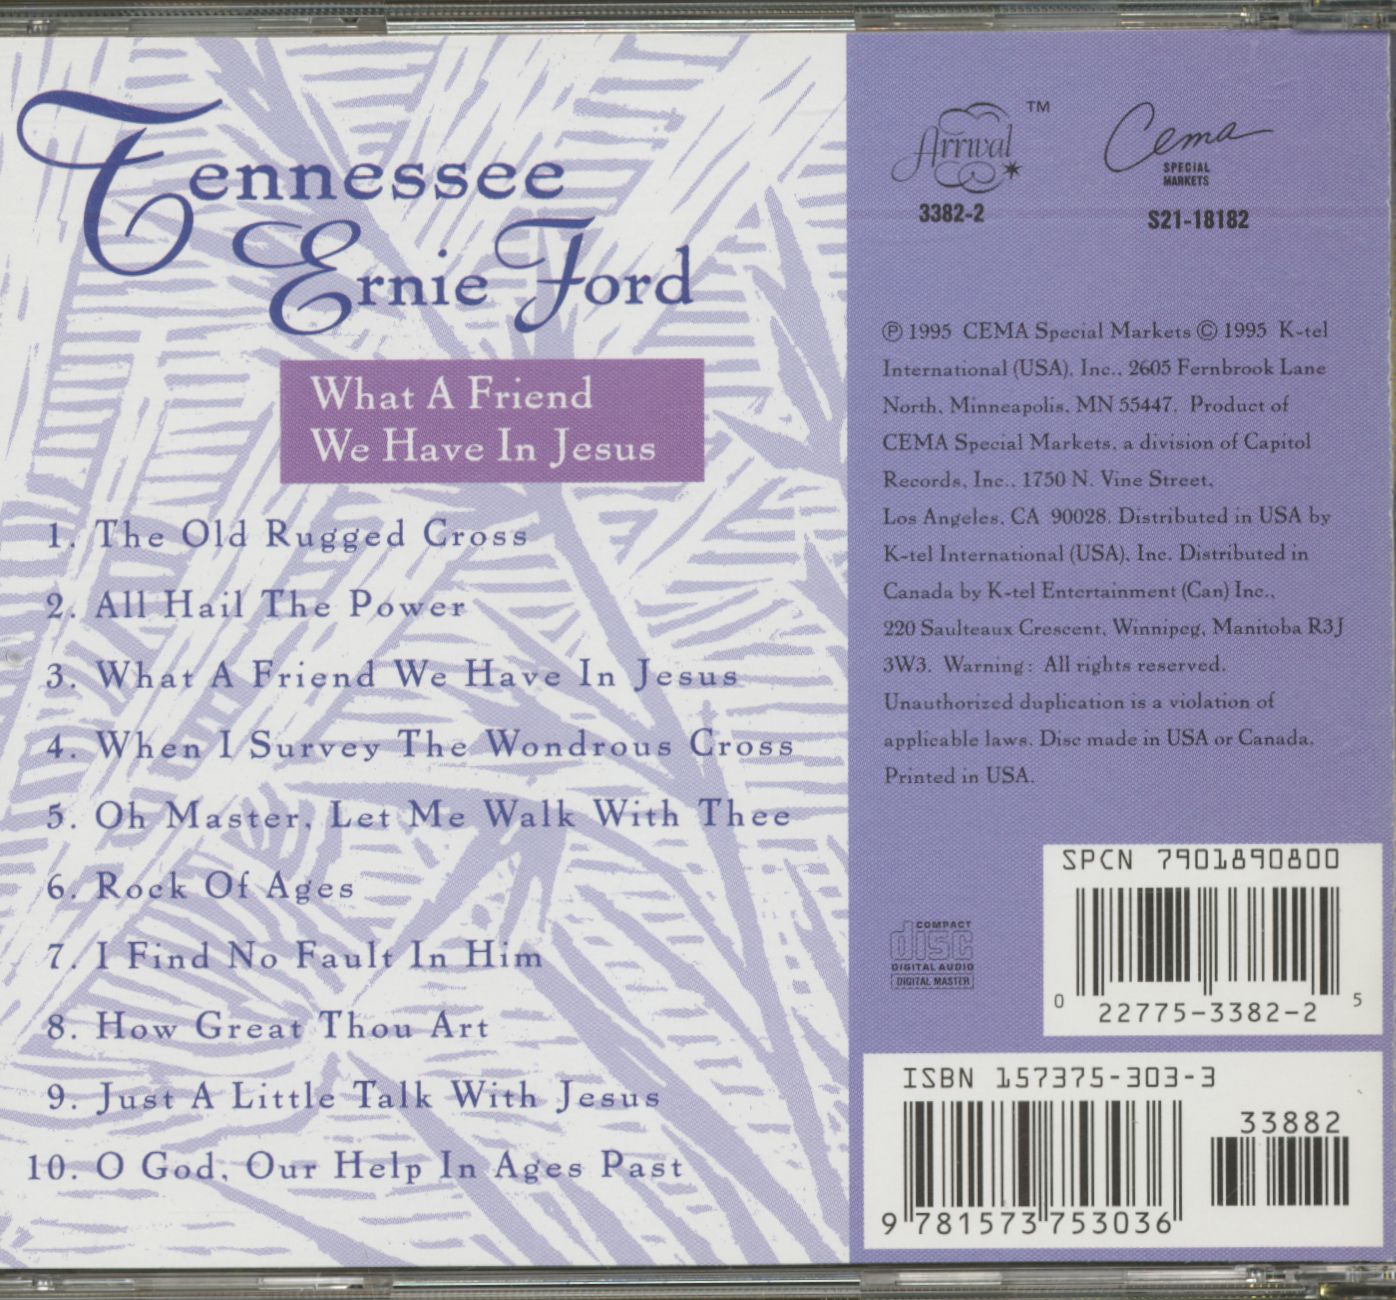 Tennessee
Ernie Ford
What A Friend
We Have In Jesus
1. The Old Rugged Cross
2. All Hail The Power
3. What A Friend We Have In Jesus
4. When I Survey The Wondrous Cross
5. Oh Master, Let Me Walk With Thee
6. Rock Of Ages
7. I Find No Fault In Him
8. How Great Thou Art
9. Just A Little Talk With Jesus
10. O God, Our Help In Ages Past
Arrival ™
3382-2
Cema
SPECIAL
MARKETS
S21-18182
℗ 1995 CEMA Special Markets © 1995 K-tel
International (USA), Inc., 2605 Fernbrook Lane
North, Minneapolis, MN 55447. Product of
CEMA Special Markets, a division of Capitol
Records, Inc., 1750 N. Vine Street,
Los Angeles, CA 90028. Distributed in USA by
K-tel International (USA), Inc. Distributed in
Canada by K-tel Entertainment (Can) Inc.,
220 Saulteaux Crescent, Winnipeg, Manitoba R3J
3W3. Warning: All rights reserved.
Unauthorized duplication is a violation of
applicable laws. Disc made in USA or Canada.
Printed in USA.
COMPACT
disc
DIGITAL AUDIO
DIGITAL MASTER
SPCN 7901890800
0 22775-3382-2 5
ISBN 157375-303-3
33882
9 781573 753036